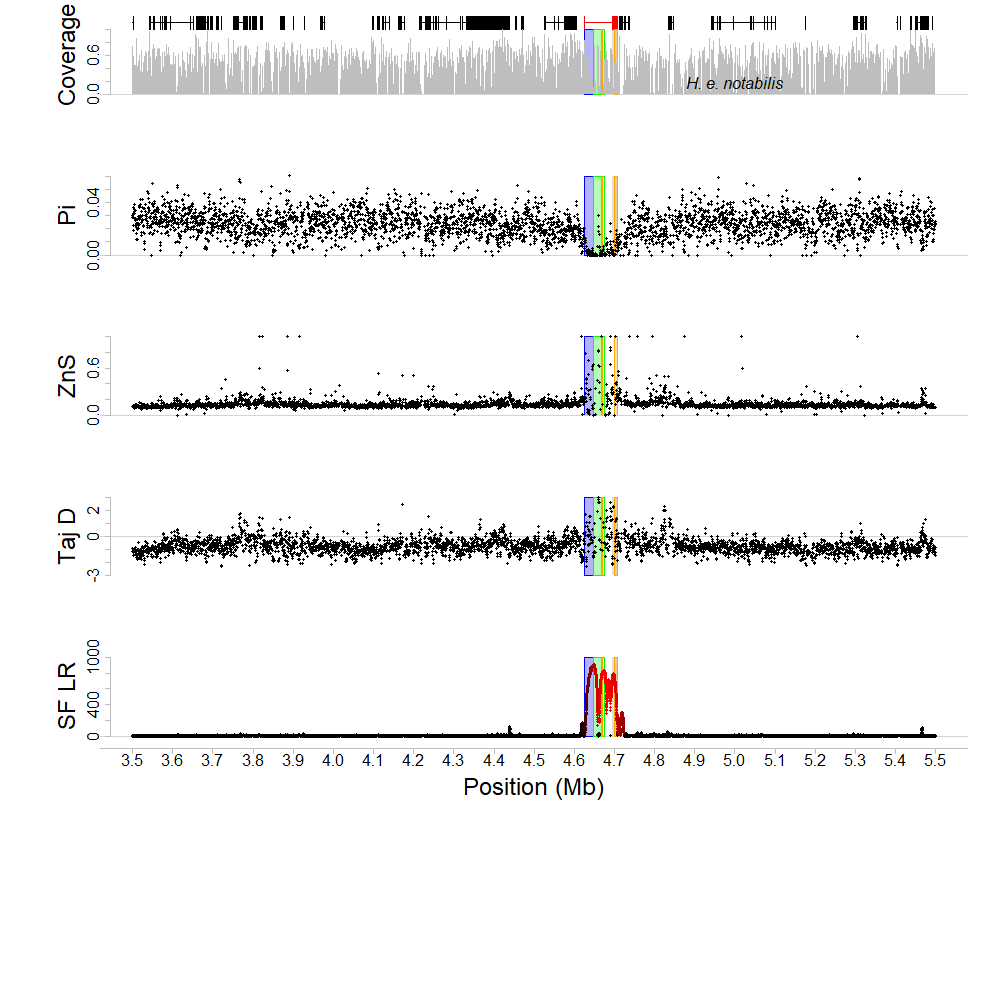 Coverage
0.0 0.6
H. e. notabilis
Pi
0.00 0.04
ZnS
0.0 0.6
Taj D
-3 0 2
SF LR
0 400 1000
3.5 3.6 3.7 3.8 3.9 4.0 4.1 4.2 4.3 4.4 4.5 4.6 4.7 4.8 4.9 5.0 5.1 5.2 5.3 5.4 5.5
Position (Mb)